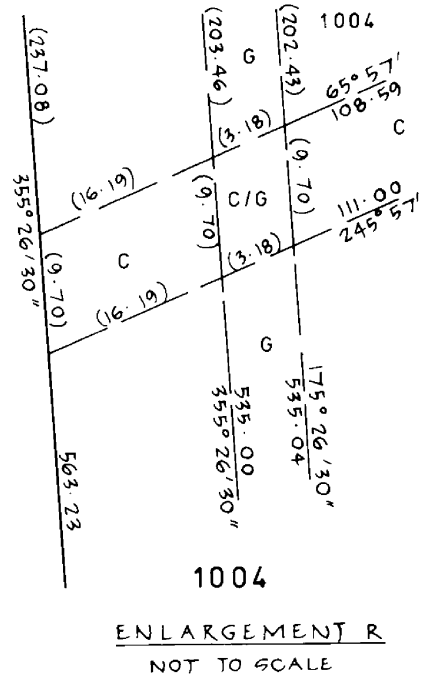 (237.08)
(203.46)
G
(202.43)
1004
65° 57'
108.59
C
(16.19)
(3.18)
355° 26' 30"
(9.70)
C
(9.70)
C/G
(9.70)
111.00
245° 57'
(16.19)
(3.18)
G
563.23
535.00
355° 26' 30"
175° 26' 30"
535.04
1004
ENLARGEMENT R
NOT TO SCALE